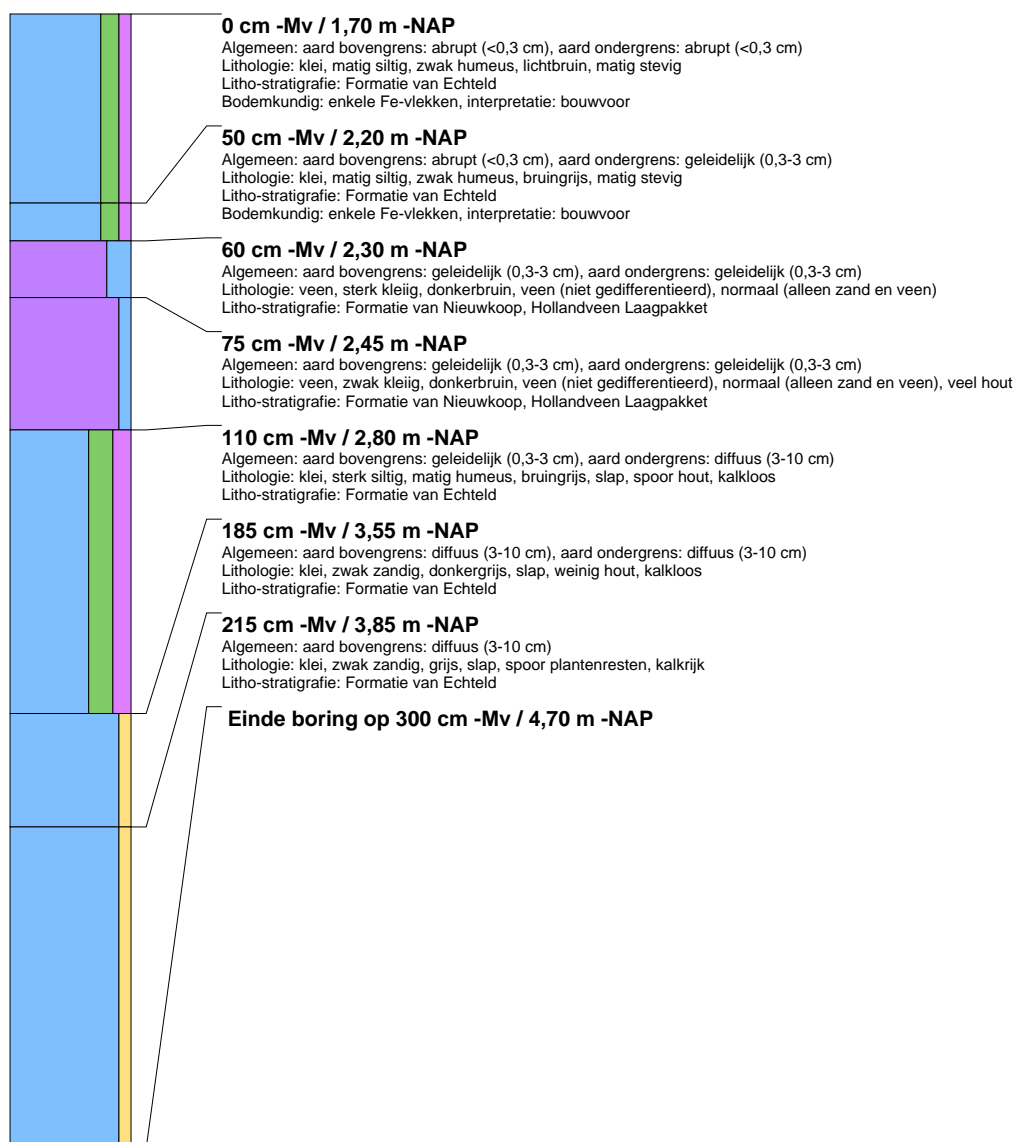 0 cm -Mv / 1,70 m -NAP
Algemeen: aard bovengrens: abrupt (<0,3 cm), aard ondergrens: abrupt (<0,3 cm)
Lithologie: klei, matig siltig, zwak humeus, lichtbruin, matig stevig
Litho-stratigrafie: Formatie van Echteld
Bodemkundig: enkele Fe-vlekken, interpretatie: bouwvoor
50 cm -Mv / 2,20 m -NAP
Algemeen: aard bovengrens: abrupt (<0,3 cm), aard ondergrens: geleidelijk (0,3-3 cm)
Lithologie: klei, matig siltig, zwak humeus, bruingrijs, matig stevig
Litho-stratigrafie: Formatie van Echteld
Bodemkundig: enkele Fe-vlekken, interpretatie: bouwvoor
60 cm -Mv / 2,30 m -NAP
Algemeen: aard bovengrens: geleidelijk (0,3-3 cm), aard ondergrens: geleidelijk (0,3-3 cm)
Lithologie: veen, sterk kleiig, donkerbruin, veen (niet gedifferentieerd), normaal (alleen zand en veen)
Litho-stratigrafie: Formatie van Nieuwkoop, Hollandveen Laagpakket
75 cm -Mv / 2,45 m -NAP
Algemeen: aard bovengrens: geleidelijk (0,3-3 cm), aard ondergrens: geleidelijk (0,3-3 cm)
Lithologie: veen, zwak kleiig, donkerbruin, veen (niet gedifferentieerd), normaal (alleen zand en veen), veel hout
Litho-stratigrafie: Formatie van Nieuwkoop, Hollandveen Laagpakket
110 cm -Mv / 2,80 m -NAP
Algemeen: aard bovengrens: geleidelijk (0,3-3 cm), aard ondergrens: diffuus (3-10 cm)
Lithologie: klei, sterk siltig, matig humeus, bruingrijs, slap, spoor hout, kalkloos
Litho-stratigrafie: Formatie van Echteld
185 cm -Mv / 3,55 m -NAP
Algemeen: aard bovengrens: diffuus (3-10 cm), aard ondergrens: diffuus (3-10 cm)
Lithologie: klei, zwak zandig, donkergrijs, slap, weinig hout, kalkloos
Litho-stratigrafie: Formatie van Echteld
215 cm -Mv / 3,85 m -NAP
Algemeen: aard bovengrens: diffuus (3-10 cm)
Lithologie: klei, zwak zandig, grijs, slap, spoor plantenresten, kalkrijk
Litho-stratigrafie: Formatie van Echteld
Einde boring op 300 cm -Mv / 4,70 m -NAP